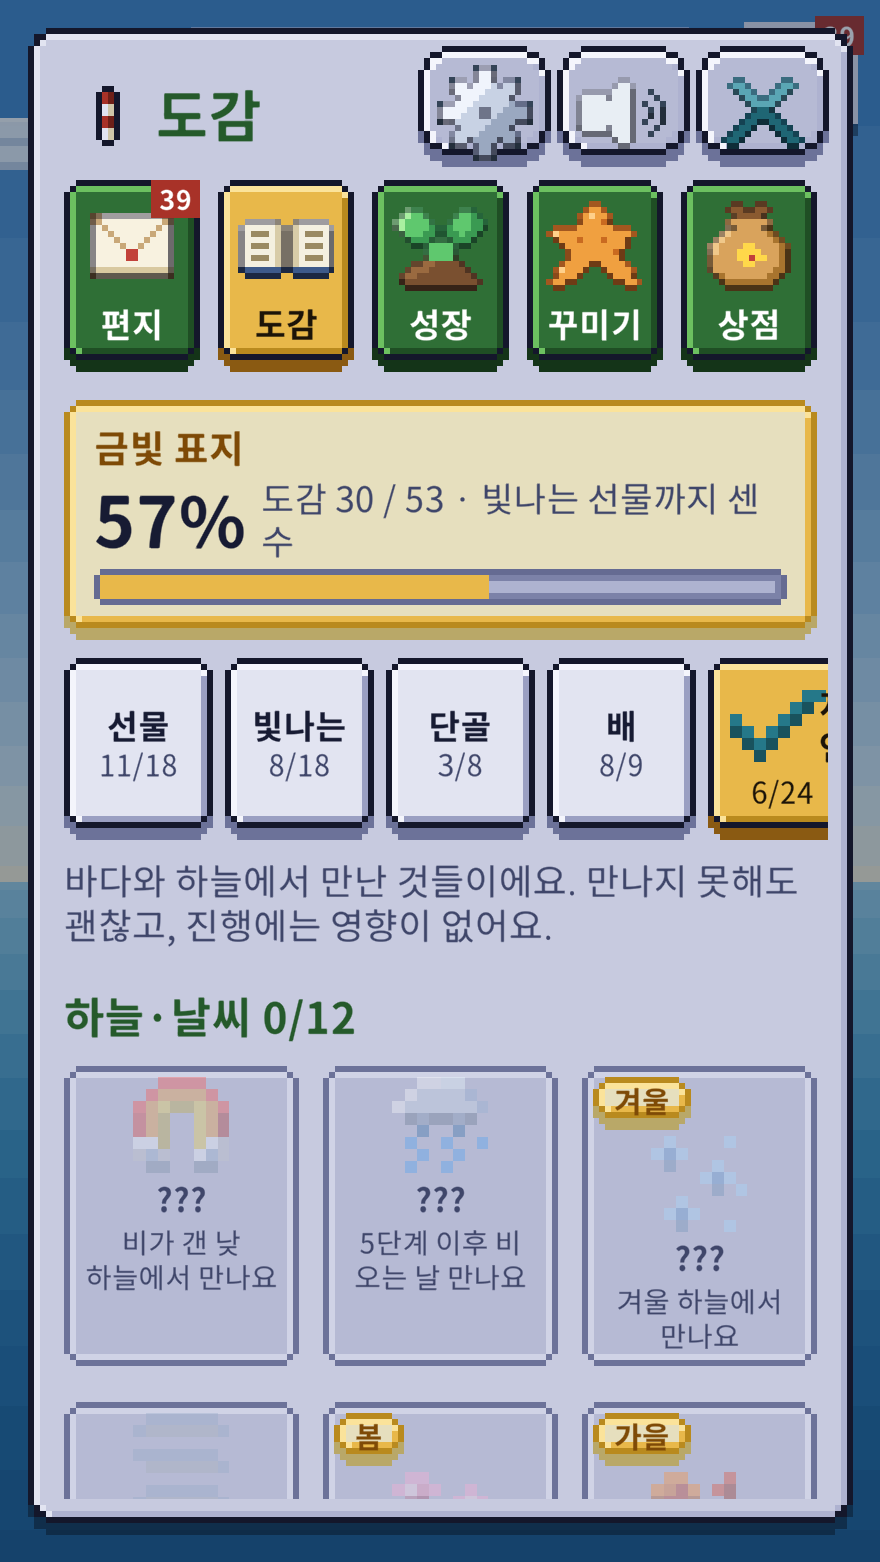 도감
39
편지
도감
성장
꾸미기
상점
금빛 표지
57%
도감 30 / 53 · 빛나는 선물까지 센
수
선물
11/18
빛나는
8/18
단골
3/8
배
8/9
6/24
바다와 하늘에서 만난 것들이에요. 만나지 못해도
괜찮고, 진행에는 영향이 없어요.
하늘·날씨 0/12
???
비가 갠 낮
하늘에서 만나요
???
5단계 이후 비
오는 날 만나요
겨울
???
겨울 하늘에서
만나요
봄
가을